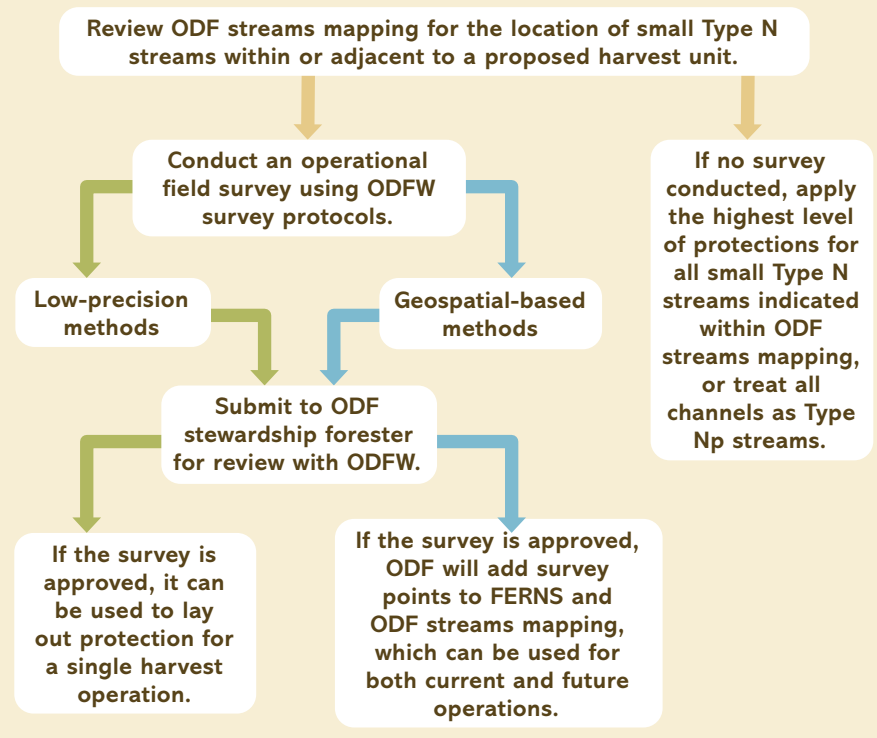 Review ODF streams mapping for the location of small Type N
streams within or adjacent to a proposed harvest unit.
Conduct an operational
field survey using ODFW
survey protocols.
If no survey
conducted, apply
the highest level
of protections for
all small Type N
streams indicated
within ODF
streams mapping,
or treat all
channels as Type
Np streams.
Low-precision
methods
Geospatial-based
methods
Submit to ODF
stewardship forester
for review with ODFW.
If the survey is
approved, it can
be used to lay
out protection for
a single harvest
operation.
If the survey is approved,
ODF will add survey
points to FERNS and
ODF streams mapping,
which can be used for
both current and future
operations.